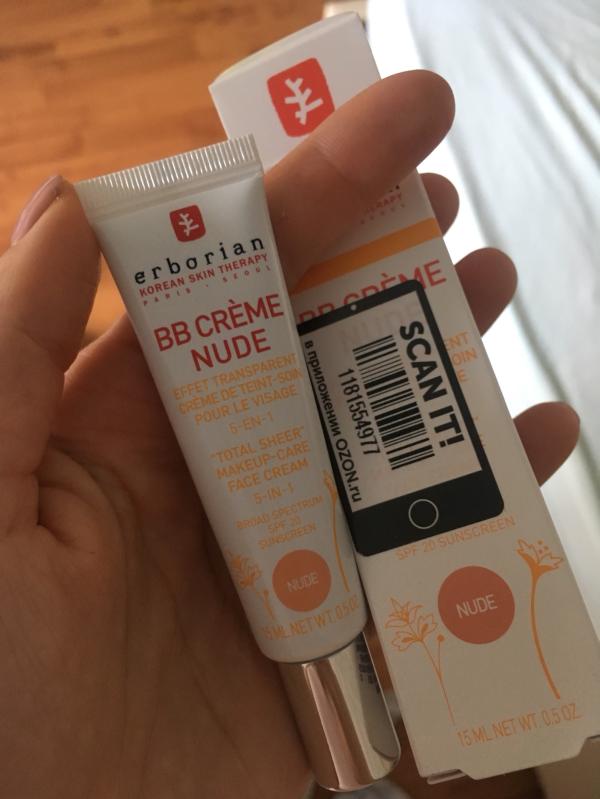 erborian
KOREAN SKIN THERAPY
PARIS · SEOUL
BB CRÈME
NUDE
EFFET TRANSPARENT
CRÈME DE TEINT-SOIN
POUR LE VISAGE
5-EN-1
"TOTAL SHEER"
MAKEUP-CARE
FACE CREAM
5-IN-1
BROAD SPECTRUM
SPF 20
SUNSCREEN
NUDE
15 ML NET WT. 0.5 OZ
THERAPY
BB CRÈME
NUDE
SCAN IT!
1181554977
в приложении OZON.ru
SPF 20 SUNSCREEN
NUDE
15 ML NET WT. 0.5 OZ